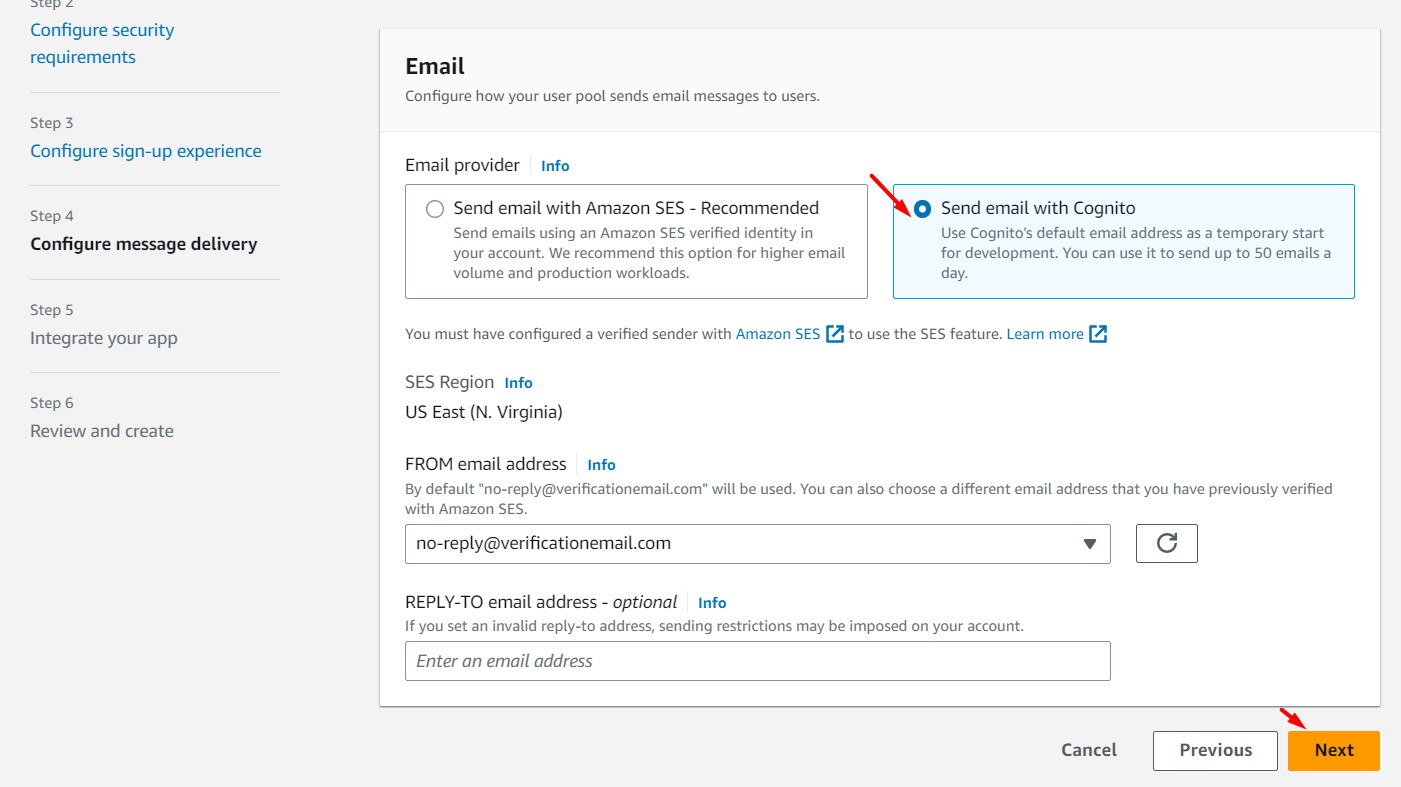 Step 2
Configure security
requirements
Step 3
Configure sign-up experience
Step 4
Configure message delivery
Step 5
Integrate your app
Step 6
Review and create
Email
Configure how your user pool sends email messages to users.
Email provider Info
Send email with Amazon SES - Recommended
Send emails using an Amazon SES verified identity in
your account. We recommend this option for higher email
volume and production workloads.
Send email with Cognito
Use Cognito's default email address as a temporary start
for development. You can use it to send up to 50 emails a
day.
You must have configured a verified sender with Amazon SES to use the SES feature. Learn more
SES Region Info
US East (N. Virginia)
FROM email address Info
By default "no-reply@verificationemail.com" will be used. You can also choose a different email address that you have previously verified
with Amazon SES.
no-reply@verificationemail.com
REPLY-TO email address - optional Info
If you set an invalid reply-to address, sending restrictions may be imposed on your account.
Enter an email address
Cancel Previous Next